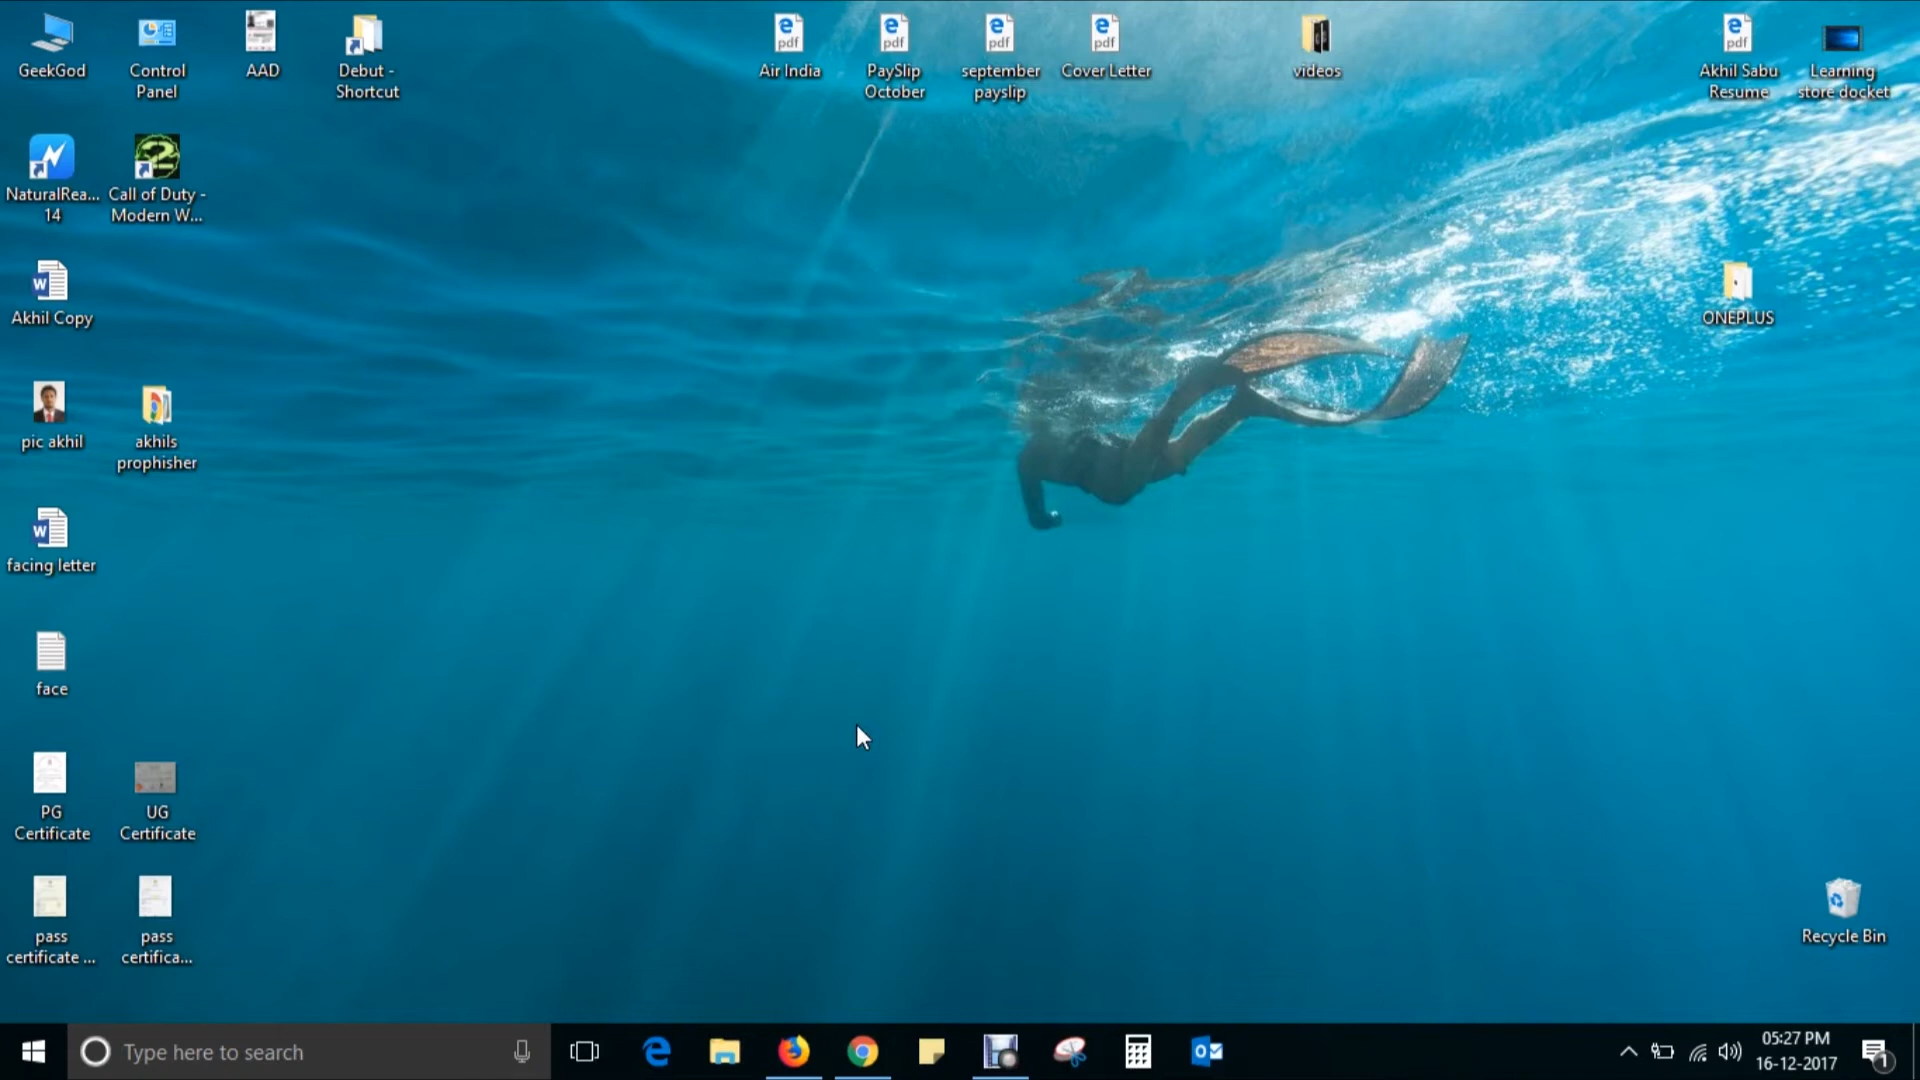 GeekGod
Control
Panel
AAD
Debut -
Shortcut
pdf
Air India
pdf
PaySlip
October
pdf
september
payslip
pdf
Cover Letter
videos
pdf
Akhil Sabu
Resume
Learning
store docket
NaturalRea...
14
Call of Duty -
Modern W...
W
Akhil Copy
ONEPLUS
pic akhil
akhils
prophisher
W
facing letter
face
PG
Certificate
UG
Certificate
pass
certificate ...
pass
certifica...
Recycle Bin
Type here to search
05:27 PM
16-12-2017
1